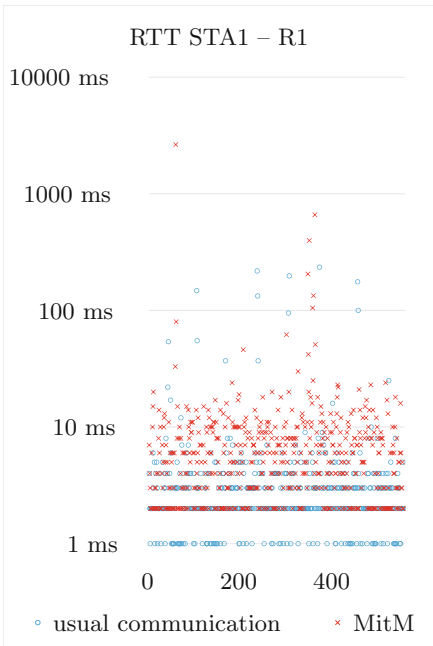 RTT STA1 – R1
10000 ms
1000 ms
100 ms
10 ms
1 ms
0 200 400
usual communication MitM